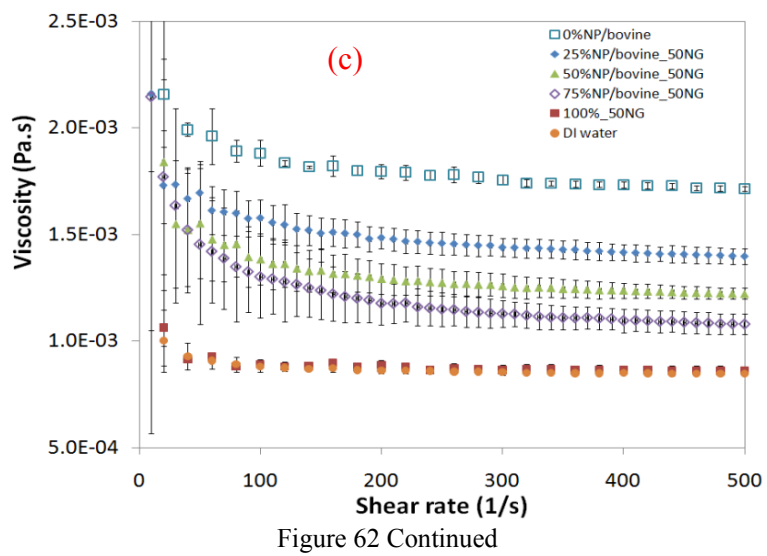 2.5E-03
(c)
0%NP/bovine
25%NP/bovine_50NG
50%NP/bovine_50NG
75%NP/bovine_50NG
100%_50NG
DI water
2.0E-03
Viscosity (Pa.s)
1.5E-03
1.0E-03
5.0E-04
0 100 200 300 400 500
Shear rate (1/s)
Figure 62 Continued